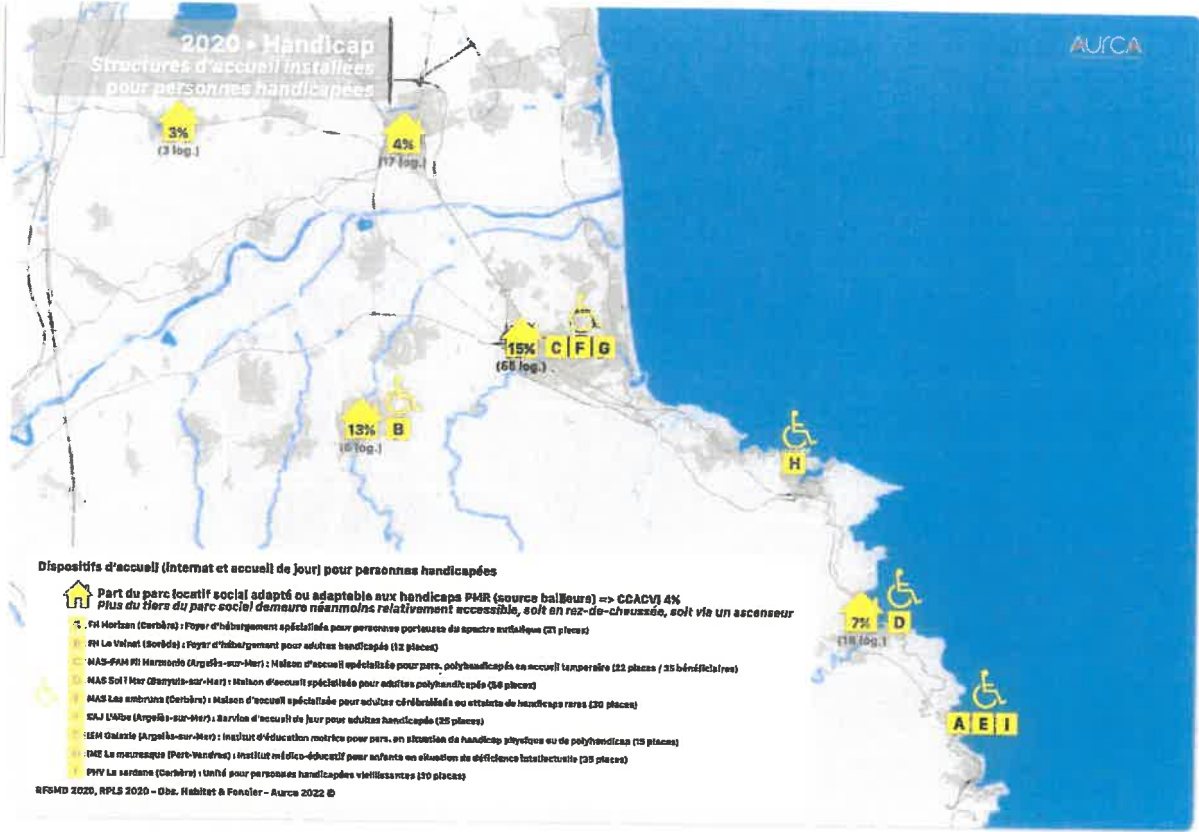 2020 • Handicap
Structures d'accueil installées
pour personnes handicapées
AURCA
3%
(3 log.)
4%
(17 log.)
15%
C F G
(68 log.)
13%
B
(6 log.)
H
7%
D
(18 log.)
A E I
Dispositifs d'accueil (internat et accueil de jour) pour personnes handicapées
Part du parc locatif social adapté ou adaptable aux handicaps PMR (source bailleurs) => CCACVI 4%
Plus du tiers du parc social demeure néanmoins relativement accessible, soit en rez-de-chaussée, soit via un ascenseur
FH Horizon (Cerbère) : Foyer d'hébergement spécialisée pour personnes porteuses du spectre autistique (21 places)
FH Le Vainet (Sorède) : Foyer d'hébergement pour adultes handicapés (12 places)
MAS-FAM Harmonie (Argelès-sur-Mer) : Maison d'accueil spécialisée pour pers. polyhandicapés en accueil temporaire (22 places / 35 bénéficiaires)
MAS Sol i Mar (Banyuls-sur-Mer) : Maison d'accueil spécialisée pour adultes polyhandicapés (56 places)
MAS Les embruns (Cerbère) : Maison d'accueil spécialisée pour adultes cérébrolésés ou atteints de handicaps rares (30 places)
CAJ L'Albe (Argelès-sur-Mer) : Service d'accueil de jour pour adultes handicapés (25 places)
IEM Galaxie (Argelès-sur-Mer) : Institut d'éducation motrice pour pers. en situation de handicap physique ou de polyhandicap (15 places)
IME La mauresque (Port-Vendres) : Institut médico-éducatif pour enfants en situation de déficience intellectuelle (35 places)
PHV La sardane (Cerbère) : Unité pour personnes handicapées vieillissantes (10 places)
RFSMD 2020, RPLS 2020 – Obs. Habitat & Foncier – Aurca 2022 ©